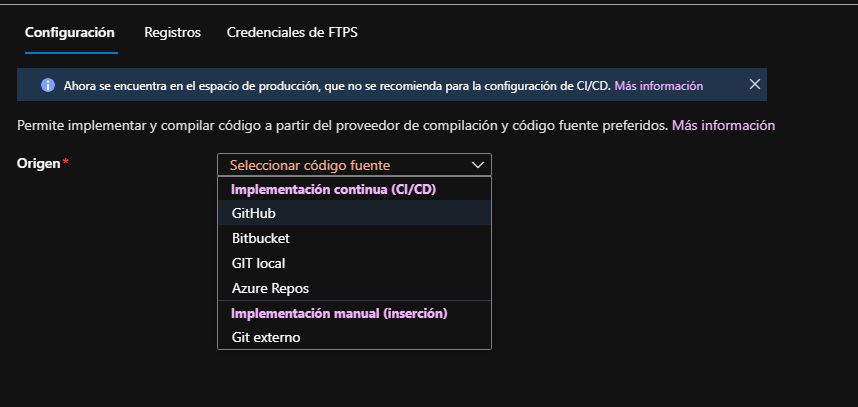 Configuración Registros Credenciales de FTPS
Ahora se encuentra en el espacio de producción, que no se recomienda para la configuración de CI/CD. Más información
Permite implementar y compilar código a partir del proveedor de compilación y código fuente preferidos. Más información
Origen* Seleccionar código fuente
Implementación continua (CI/CD)
GitHub
Bitbucket
GIT local
Azure Repos
Implementación manual (inserción)
Git externo